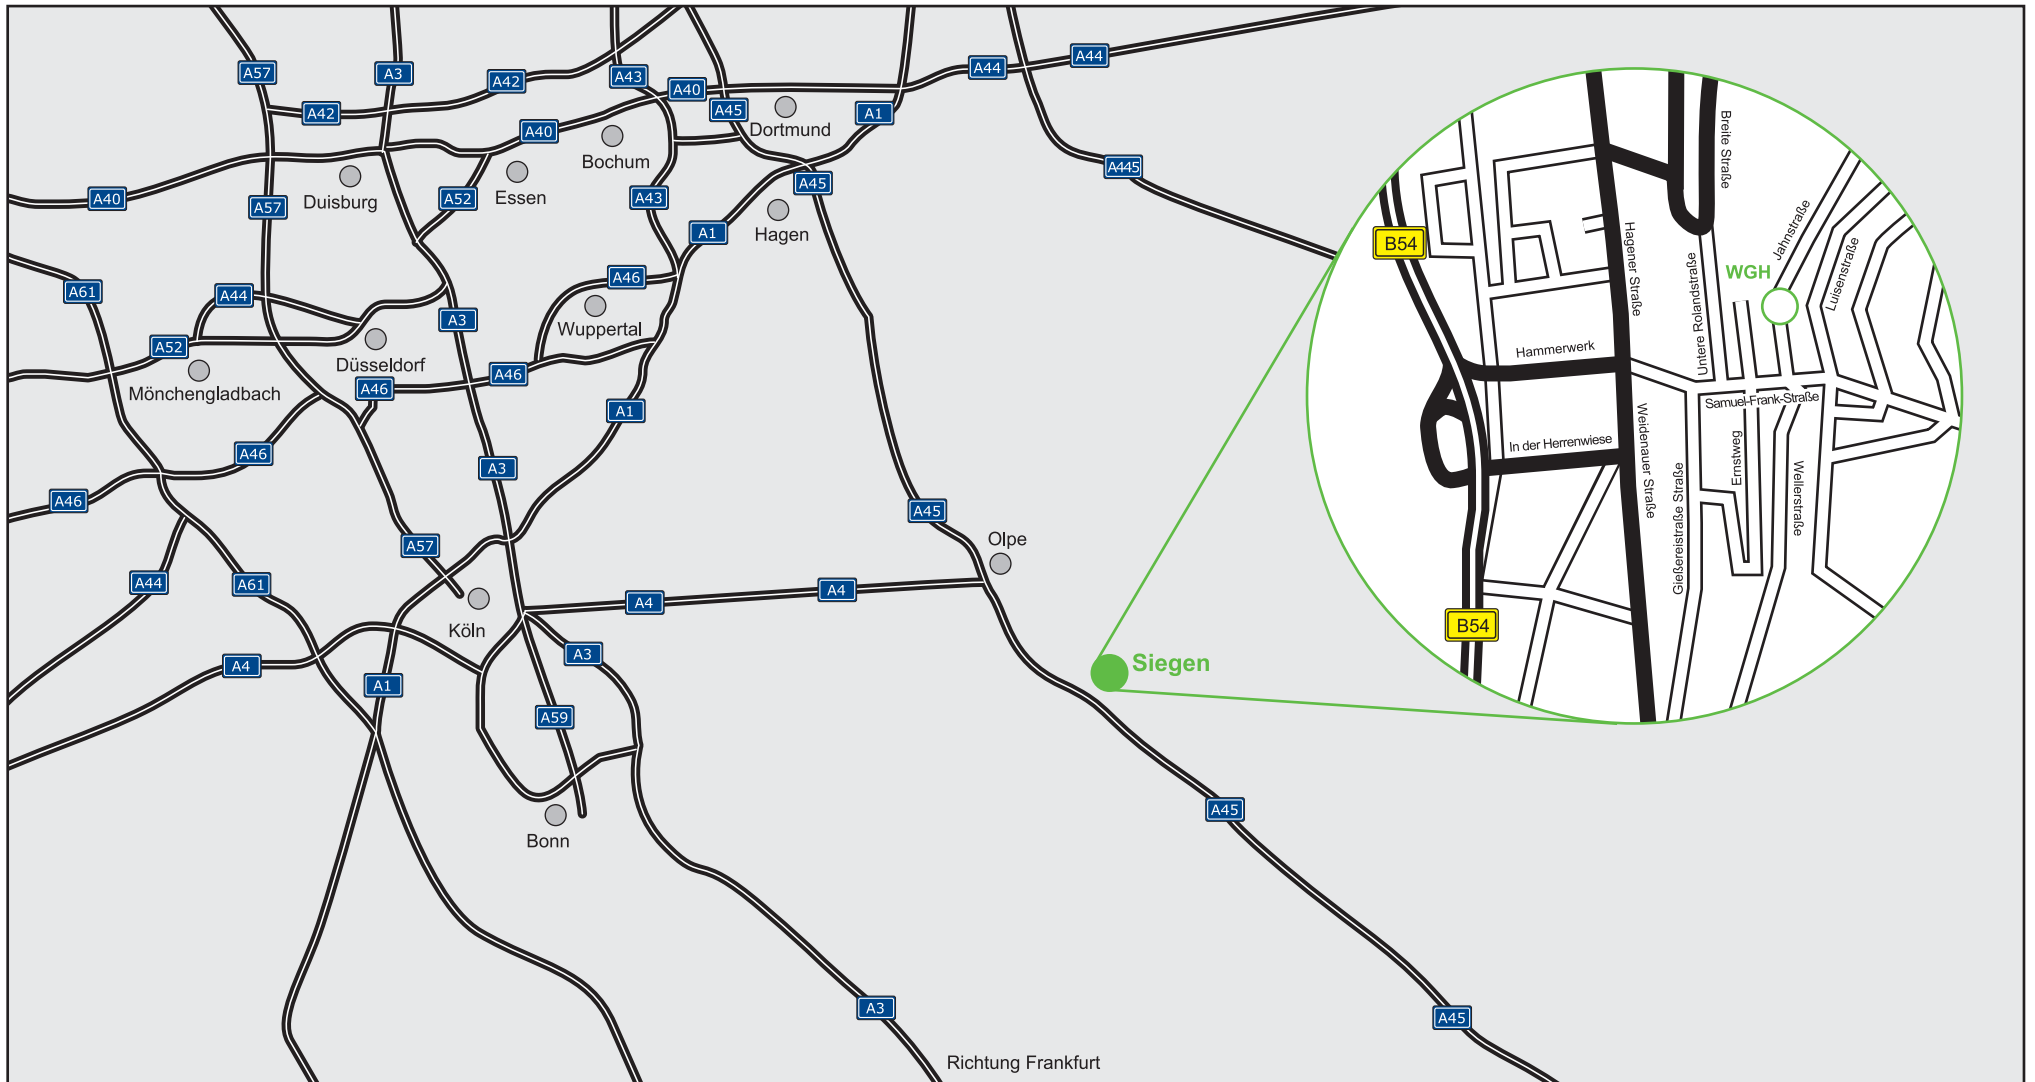 A57
A3
A42
A43
A40
A44
A44
A42
A45
A1
Dortmund
A40
Bochum
A445
A40
Duisburg
A57
A52
Essen
A43
A45
A1
Hagen
A61
A44
A46
A3
Wuppertal
A52
Düsseldorf
Mönchengladbach
A46
A46
A1
A46
A3
A46
A45
A57
Olpe
A44
A61
A4
A4
Köln
A4
A3
A1
A59
Siegen
Bonn
A45
A3
A45
Richtung Frankfurt
B54
Breite Straße
Hagener Straße
Jahnstraße
Luisenstraße
WGH
Untere Rolandstraße
Hammerwerk
Samuel-Frank-Straße
In der Herrenwiese
Weidenauer Straße
Ernstweg
Wellerstraße
Gießereistraße Straße
B54